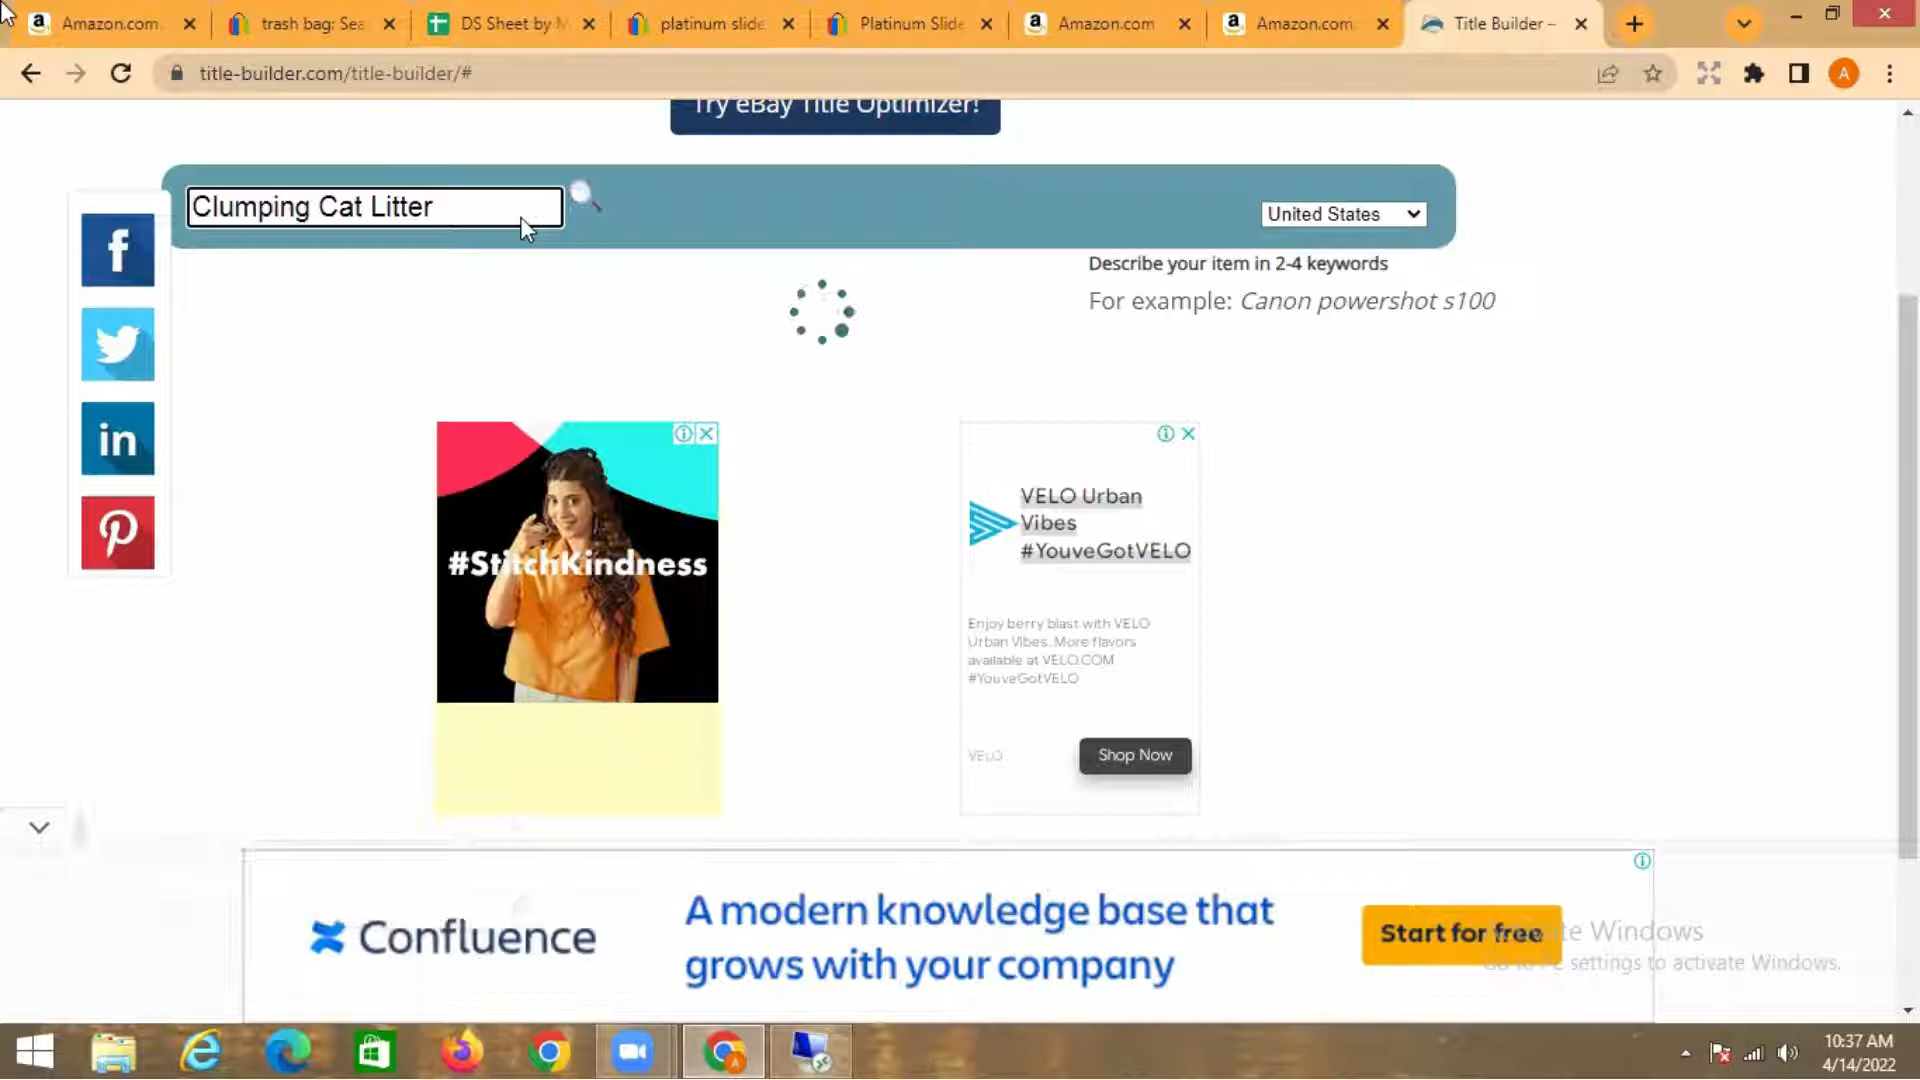 Amazon.com
trash bag: Sea
DS Sheet by M
platinum slide
Platinum Slide
Amazon.com
Amazon.com
Title Builder –
title-builder.com/title-builder/#
A
Try eBay Title Optimizer!
Clumping Cat Litter
United States
Describe your item in 2-4 keywords
For example: Canon powershot s100
f
in
#StitchKindness
VELO Urban
Vibes
#YouveGotVELO
Enjoy berry blast with VELO
Urban Vibes. More flavors
available at VELO.COM
#YouveGotVELO
VELO
Shop Now
Confluence
A modern knowledge base that
grows with your company
Start for free
te Windows
settings to activate Windows.
10:37 AM
4/14/2022